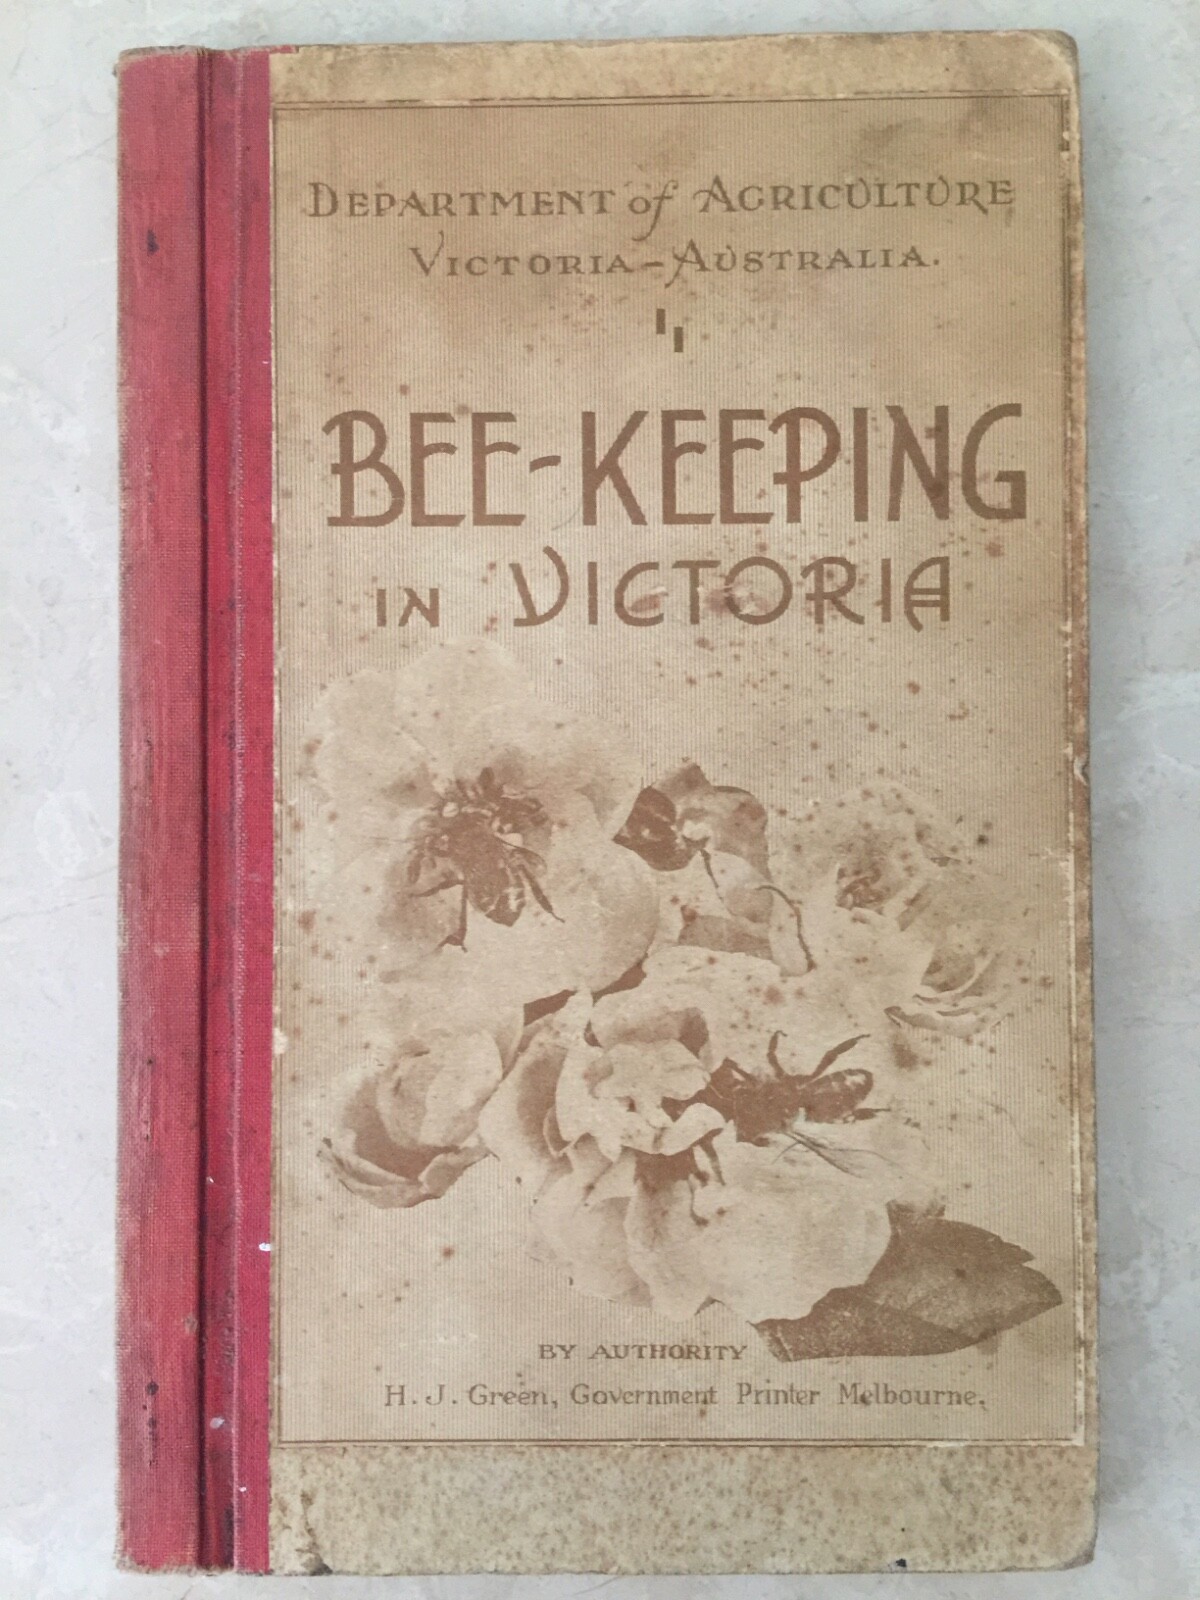 DEPARTMENT of AGRICULTURE
VICTORIA-AUSTRALIA.
BEE-KEEPING
IN VICTORIA
BY AUTHORITY
H. J. Green, Government Printer Melbourne.